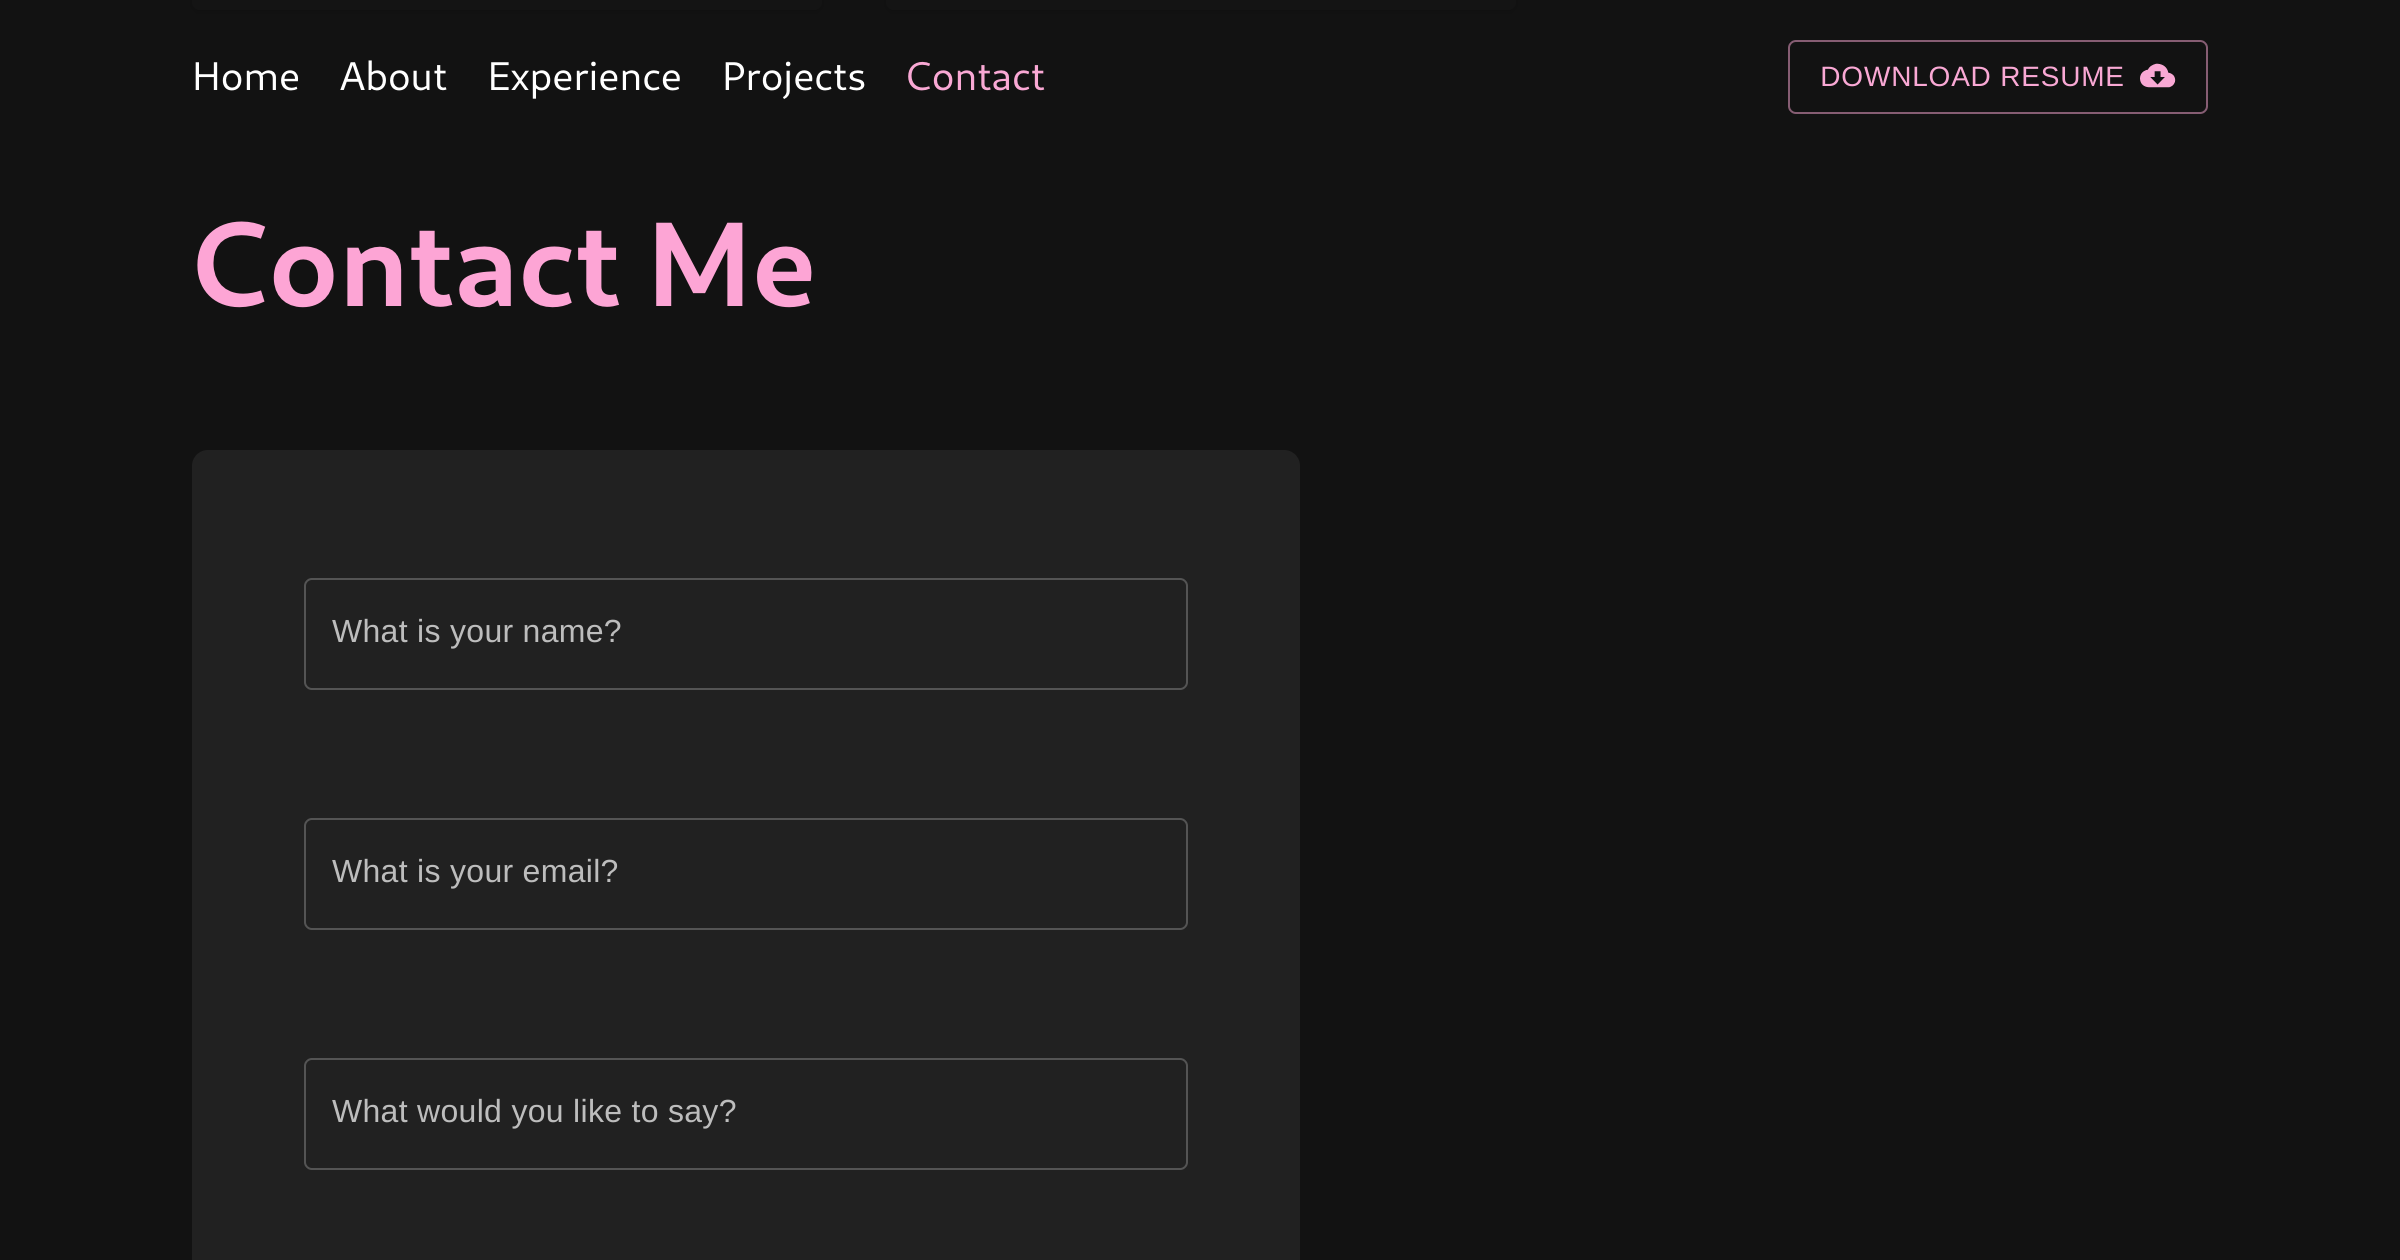 Home About Experience Projects Contact DOWNLOAD RESUME
Contact Me
What is your name?
What is your email?
What would you like to say?